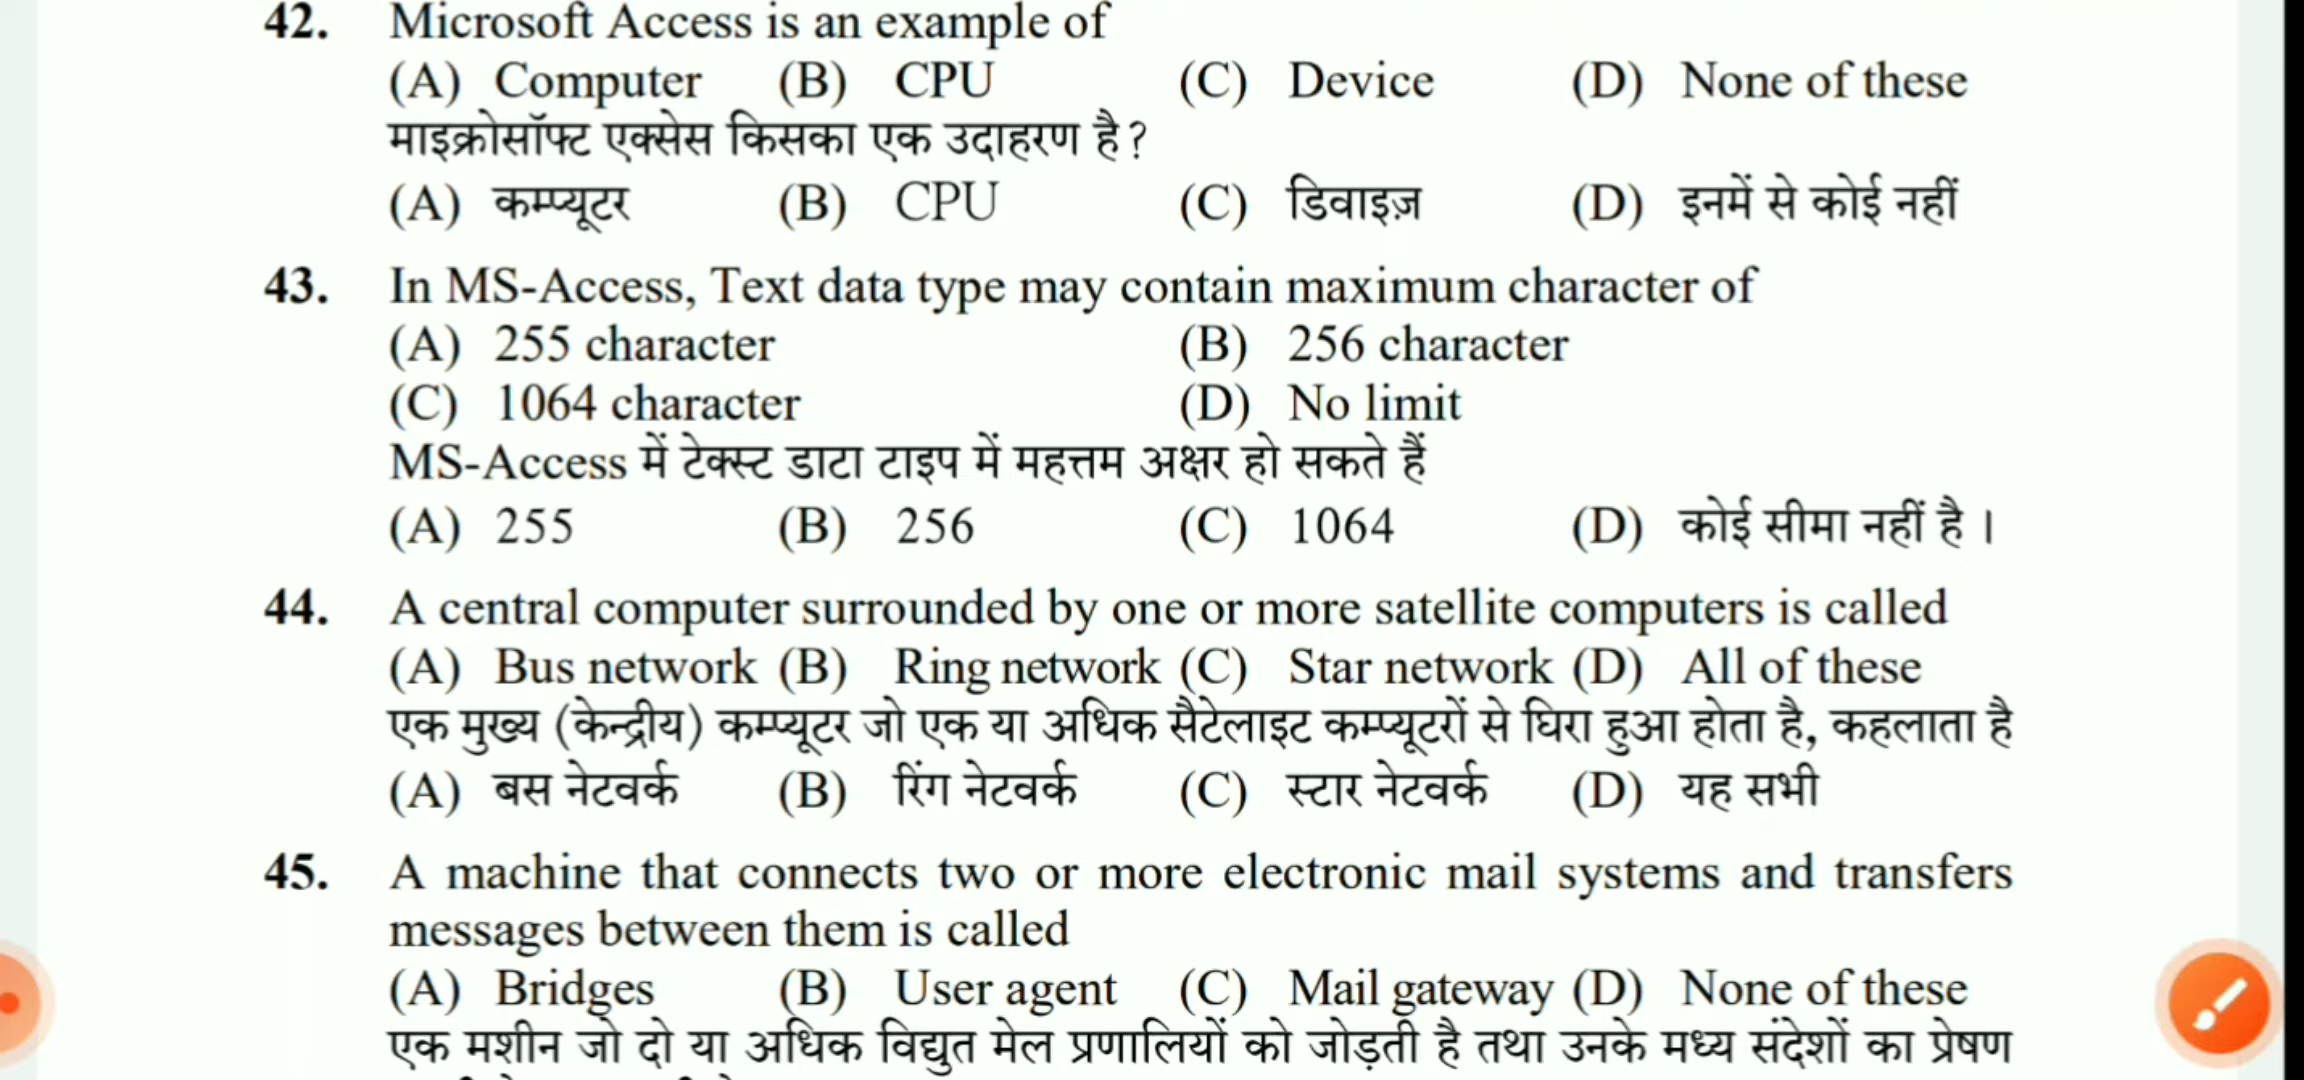 42. Microsoft Access is an example of
(A) Computer (B) CPU (C) Device (D) None of these
माइक्रोसॉफ्ट एक्सेस किसका एक उदाहरण है?
(A) कम्प्यूटर (B) CPU (C) डिवाइज़ (D) इनमें से कोई नहीं
43. In MS-Access, Text data type may contain maximum character of
(A) 255 character (B) 256 character
(C) 1064 character (D) No limit
MS-Access में टेक्स्ट डाटा टाइप में महत्तम अक्षर हो सकते हैं
(A) 255 (B) 256 (C) 1064 (D) कोई सीमा नहीं है ।
44. A central computer surrounded by one or more satellite computers is called
(A) Bus network (B) Ring network (C) Star network (D) All of these
एक मुख्य (केन्द्रीय) कम्प्यूटर जो एक या अधिक सैटेलाइट कम्प्यूटरों से घिरा हुआ होता है, कहलाता है
(A) बस नेटवर्क (B) रिंग नेटवर्क (C) स्टार नेटवर्क (D) यह सभी
45. A machine that connects two or more electronic mail systems and transfers
messages between them is called
(A) Bridges (B) User agent (C) Mail gateway (D) None of these
एक मशीन जो दो या अधिक विद्युत मेल प्रणालियों को जोड़ती है तथा उनके मध्य संदेशों का प्रेषण